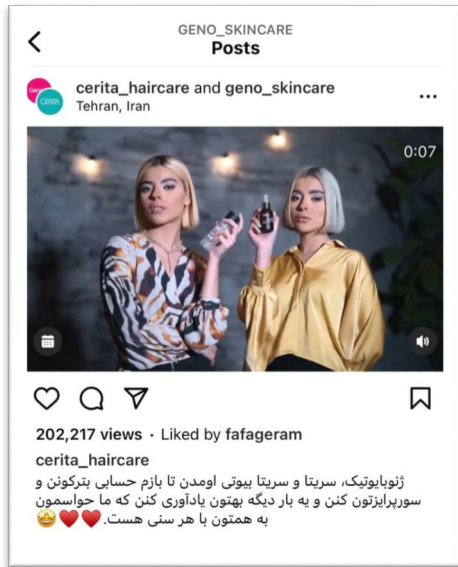 GENO_SKINCARE
Posts
cerita_haircare and geno_skincare
Tehran, Iran
CERITA
0:07
202,217 views · Liked by fafageram
cerita_haircare
ژنوبایوتیک، سریتا و سریتا بیوتی اومدن تا بازم حسابی بترکونن و
سورپرایزتون کنن و یه بار دیگه بهتون یادآوری کنن که ما حواسمون
به همتون با هر سنی هست. ♥️♥️🤩